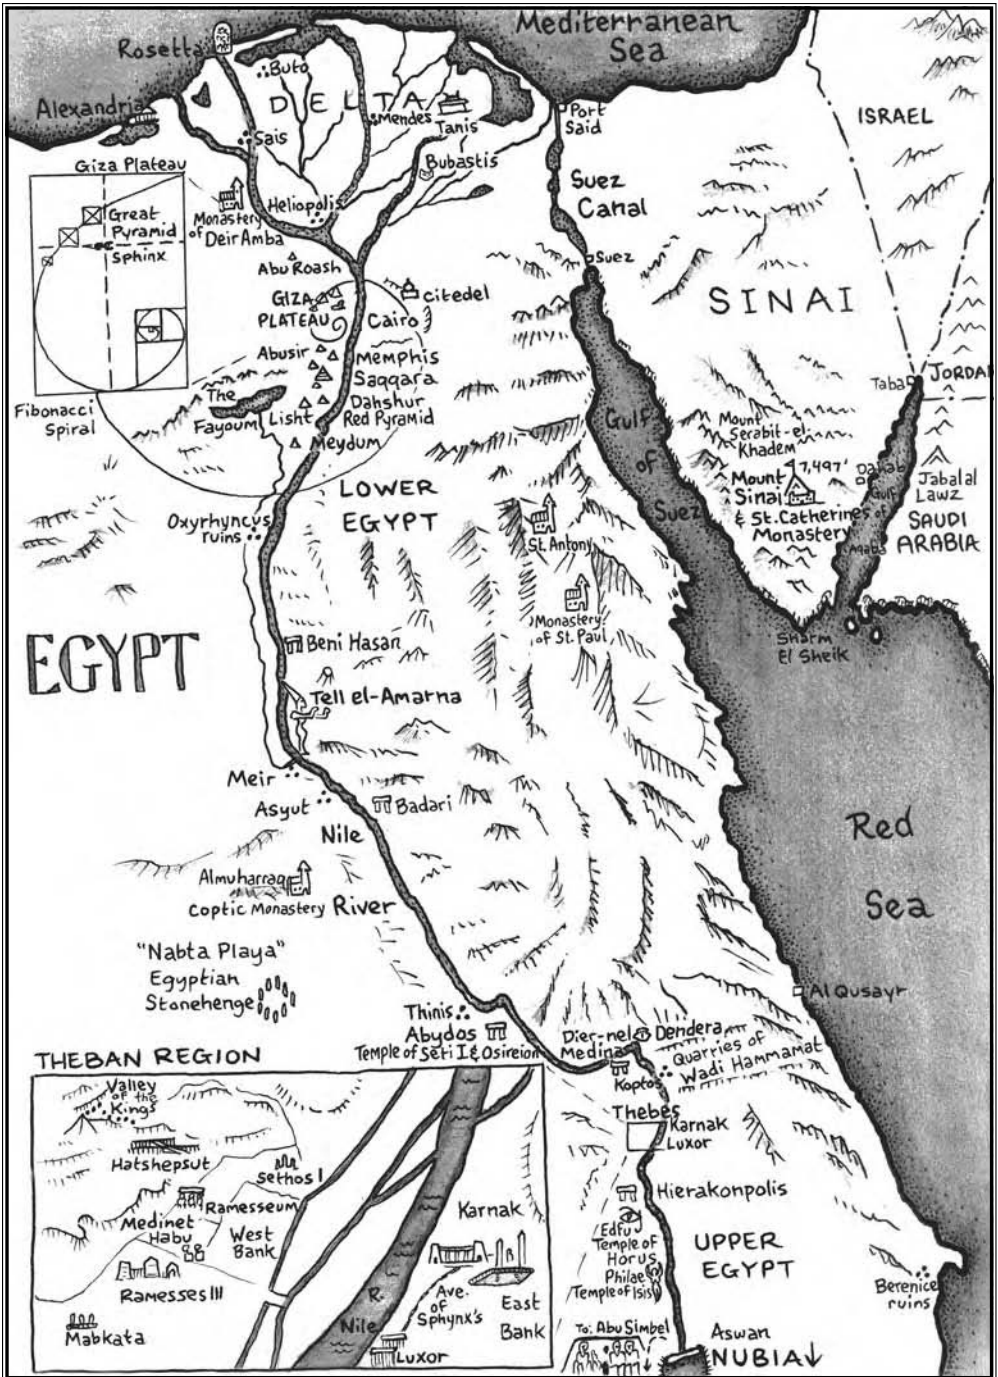 Mediterranean
Sea
Rosetta
Buto
DELTA
Alexandria
Mendes
Tanis
Port
Said
ISRAEL
Sais
Bubastis
Giza Plateau
Suez
Canal
Great
Pyramid
Sphinx
Monastery
of Deir Amba
Heliopolis
Suez
Abu Roash
GIZA
PLATEAU
Citedel
Cairo
SINAI
Abusir
Memphis
Saqqara
Taba
JORDAN
The
Fayoum
Lisht
Dahshur
Red Pyramid
Fibonacci
Spiral
Meydum
Gulf
of
Suez
Mount
Serabit-el-
Khadem
7,497'
Mount
Sinai
& St. Catherines
Monastery
Dahab
Gulf
of
Aqaba
Jabalal
Lawz
SAUDI
ARABIA
LOWER
EGYPT
Oxyrhyncus
ruins
St. Antony
Monastery
of St. Paul
Sharm
El Sheik
EGYPT
Beni Hasan
Tell el-Amarna
Meir
Asyut
Badari
Nile
River
Red
Sea
Almuharraq
Coptic Monastery
"Nabta Playa"
Egyptian
Stonehenge
Al Qusayr
Thinis
Abydos
Temple of Seti I & Osireion
Dier-nel
Medina
Dendera
Quarries of
Wadi Hammamat
Koptos
Thebes
Karnak
Luxor
Hierakonpolis
Edfu
Temple of
Horus
Philae
Temple of Isis
UPPER
EGYPT
Berenice
ruins
To: Abu Simbel
Aswan
NUBIA
THEBAN REGION
Valley
of the
Kings
Hatshepsut
Sethos I
Ramesseum
Medinet
Habu
West
Bank
Karnak
Ramesses III
Ave.
of
Sphynx's
East
Bank
R.
Nile
Mabkata
Luxor